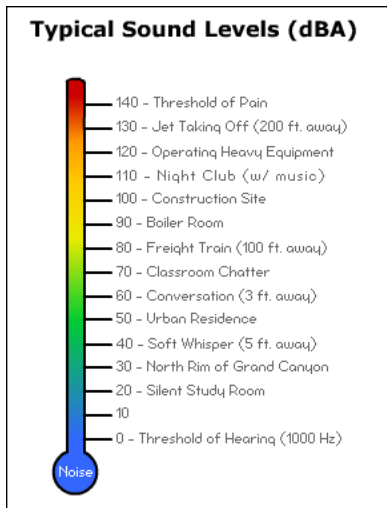 Typical Sound Levels (dBA)
140 - Threshold of Pain
130 - Jet Taking Off (200 ft. away)
120 - Operating Heavy Equipment
110 - Night Club (w/ music)
100 - Construction Site
90 - Boiler Room
80 - Freight Train (100 ft. away)
70 - Classroom Chatter
60 - Conversation (3 ft. away)
50 - Urban Residence
40 - Soft Whisper (5 ft. away)
30 - North Rim of Grand Canyon
20 - Silent Study Room
10
0 - Threshold of Hearing (1000 Hz)
Noise